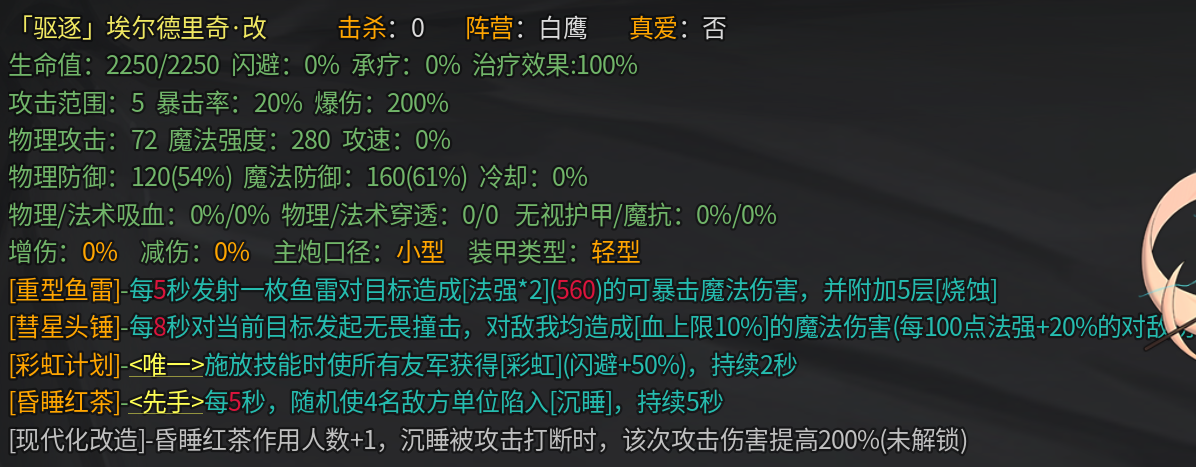 「驱逐」埃尔德里奇·改 击杀：0 阵营：白鹰 真爱：否
生命值：2250/2250 闪避：0% 承疗：0% 治疗效果:100%
攻击范围：5 暴击率：20% 爆伤：200%
物理攻击：72 魔法强度：280 攻速：0%
物理防御：120(54%) 魔法防御：160(61%) 冷却：0%
物理/法术吸血：0%/0% 物理/法术穿透：0/0 无视护甲/魔抗：0%/0%
增伤：0% 减伤：0% 主炮口径：小型 装甲类型：轻型
[重型鱼雷]-每5秒发射一枚鱼雷对目标造成[法强*2](560)的可暴击魔法伤害，并附加5层[烧蚀]
[彗星头锤]-每8秒对当前目标发起无畏撞击，对敌我均造成[血上限10%]的魔法伤害(每100点法强+20%的对敌
[彩虹计划]-<唯一>施放技能时使所有友军获得[彩虹](闪避+50%)，持续2秒
[昏睡红茶]-<先手>每5秒，随机使4名敌方单位陷入[沉睡]，持续5秒
[现代化改造]-昏睡红茶作用人数+1，沉睡被攻击打断时，该次攻击伤害提高200%(未解锁)